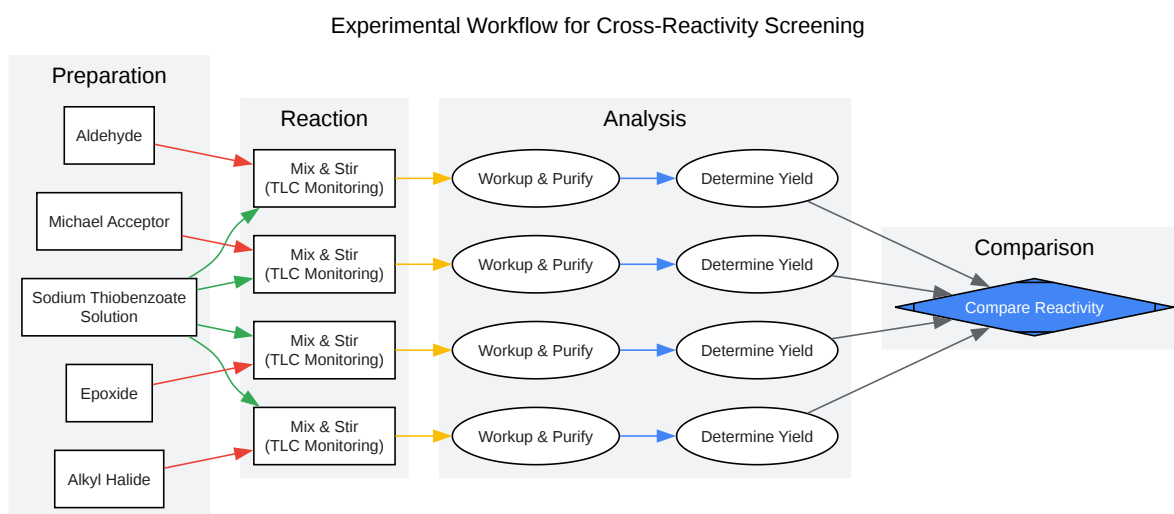 Experimental Workflow for Cross-Reactivity Screening
Preparation
Aldehyde
Michael Acceptor
Sodium Thiobenzoate
Solution
Epoxide
Alkyl Halide
Reaction
Mix & Stir
(TLC Monitoring)
Mix & Stir
(TLC Monitoring)
Mix & Stir
(TLC Monitoring)
Mix & Stir
(TLC Monitoring)
Analysis
Workup & Purify
Determine Yield
Workup & Purify
Determine Yield
Workup & Purify
Determine Yield
Workup & Purify
Determine Yield
Comparison
Compare Reactivity